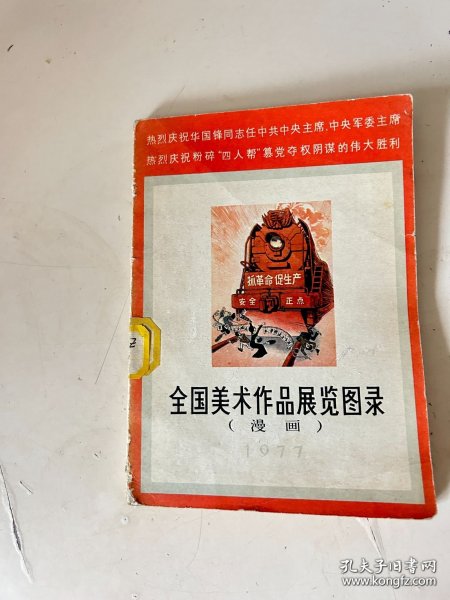 热烈庆祝华国锋同志任中共中央主席、中央军委主席
热烈庆祝粉碎“四人帮”篡党夺权阴谋的伟大胜利
抓革命 促生产
安全 正点
全国美术作品展览图录
(漫画)
1977
孔夫子旧书网
www.kongfz.com